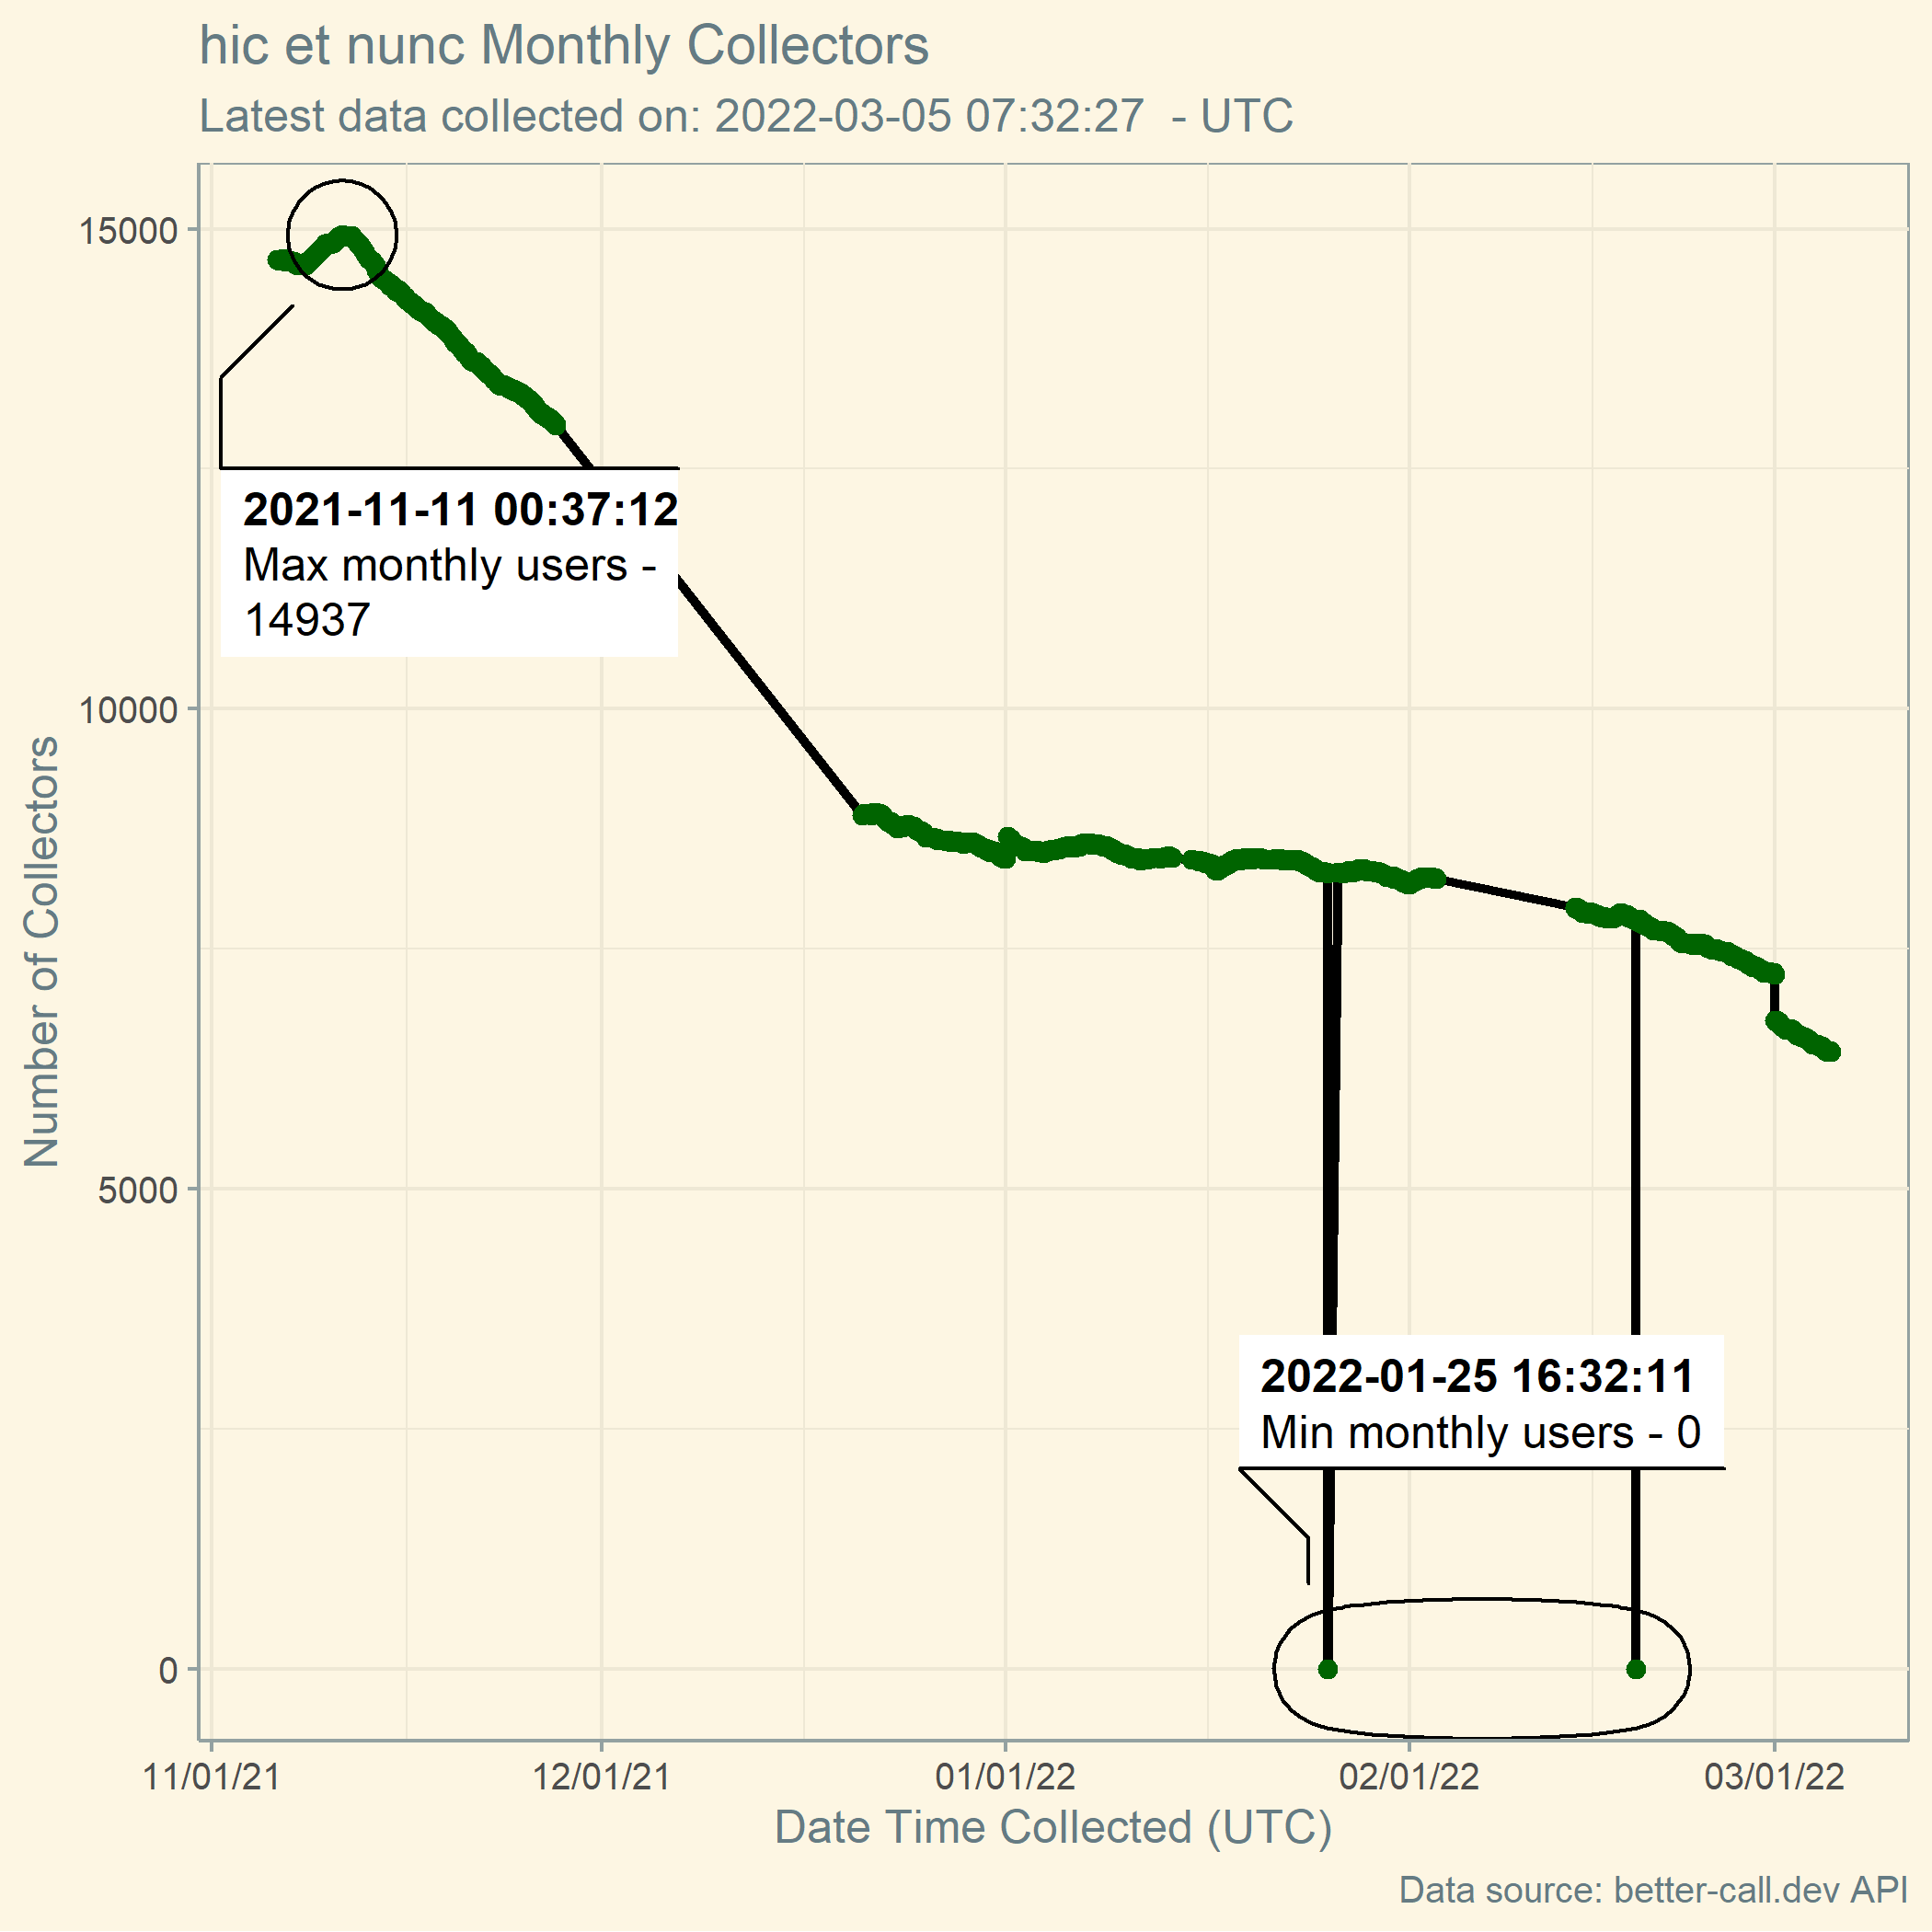 hic et nunc Monthly Collectors
Latest data collected on: 2022-03-05 07:32:27  - UTC
Number of Collectors
15000
10000
5000
0
2021-11-11 00:37:12
Max monthly users -
14937
2022-01-25 16:32:11
Min monthly users - 0
11/01/21
12/01/21
01/01/22
02/01/22
03/01/22
Date Time Collected (UTC)
Data source: better-call.dev API